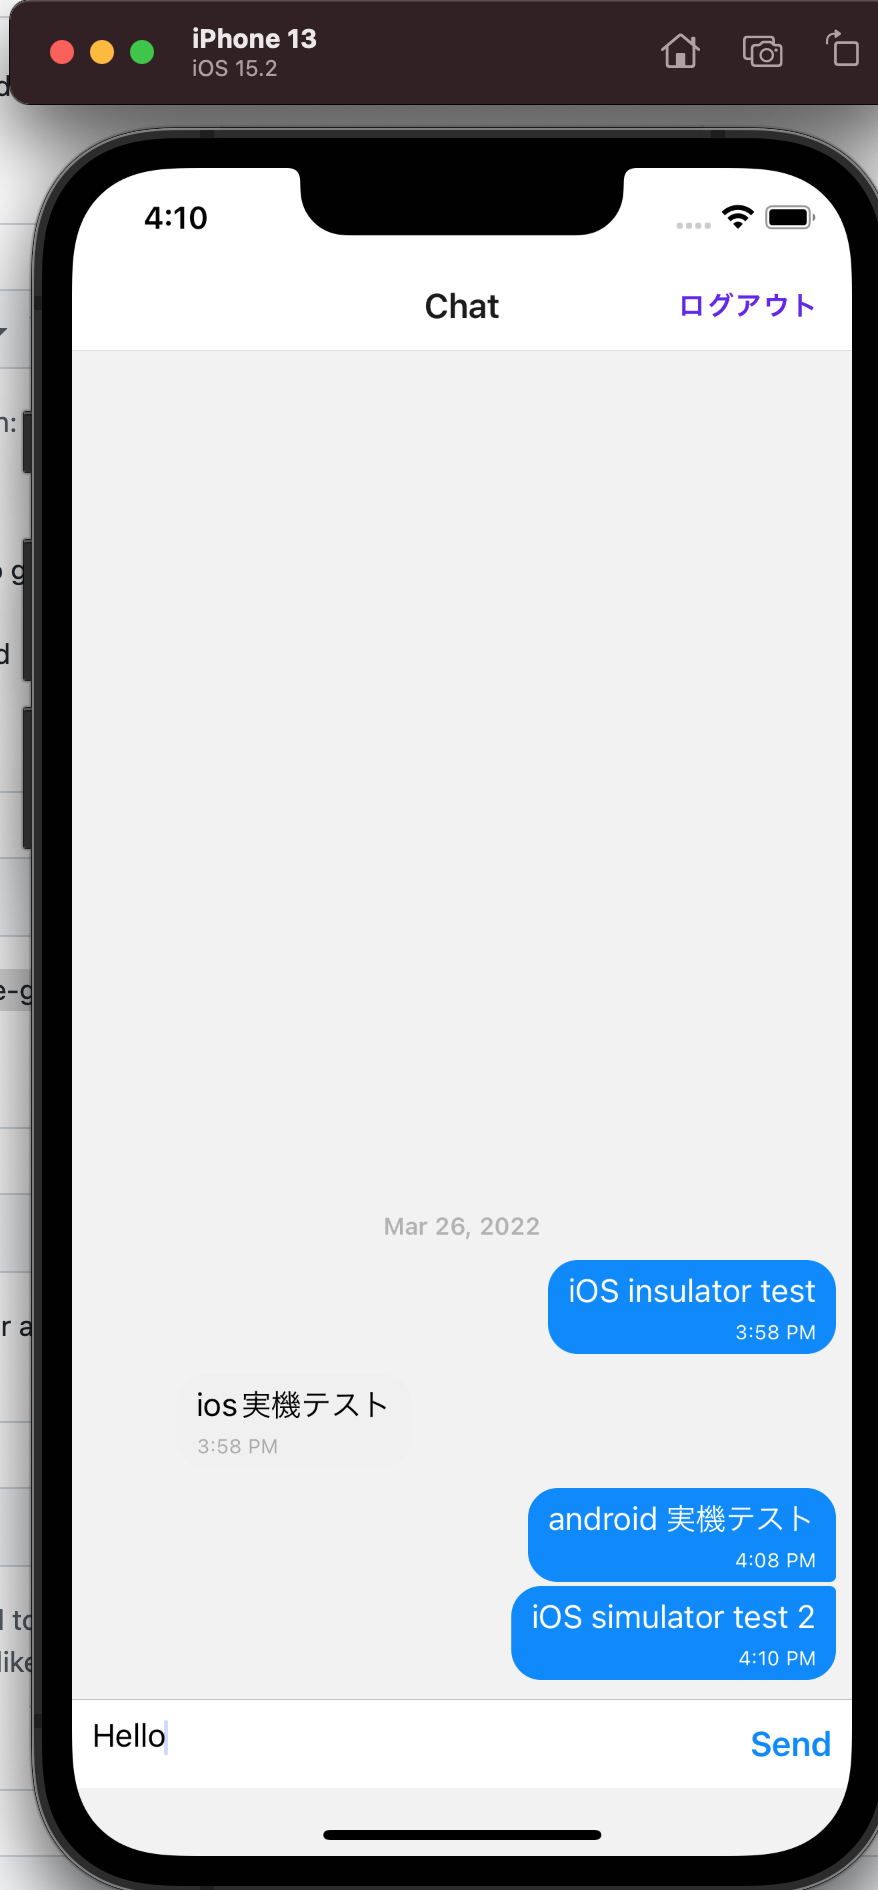 iPhone 13
iOS 15.2
4:10
Chat
ログアウト
Mar 26, 2022
iOS insulator test
3:58 PM
ios実機テスト
3:58 PM
android 実機テスト
4:08 PM
iOS simulator test 2
4:10 PM
Hello
Send